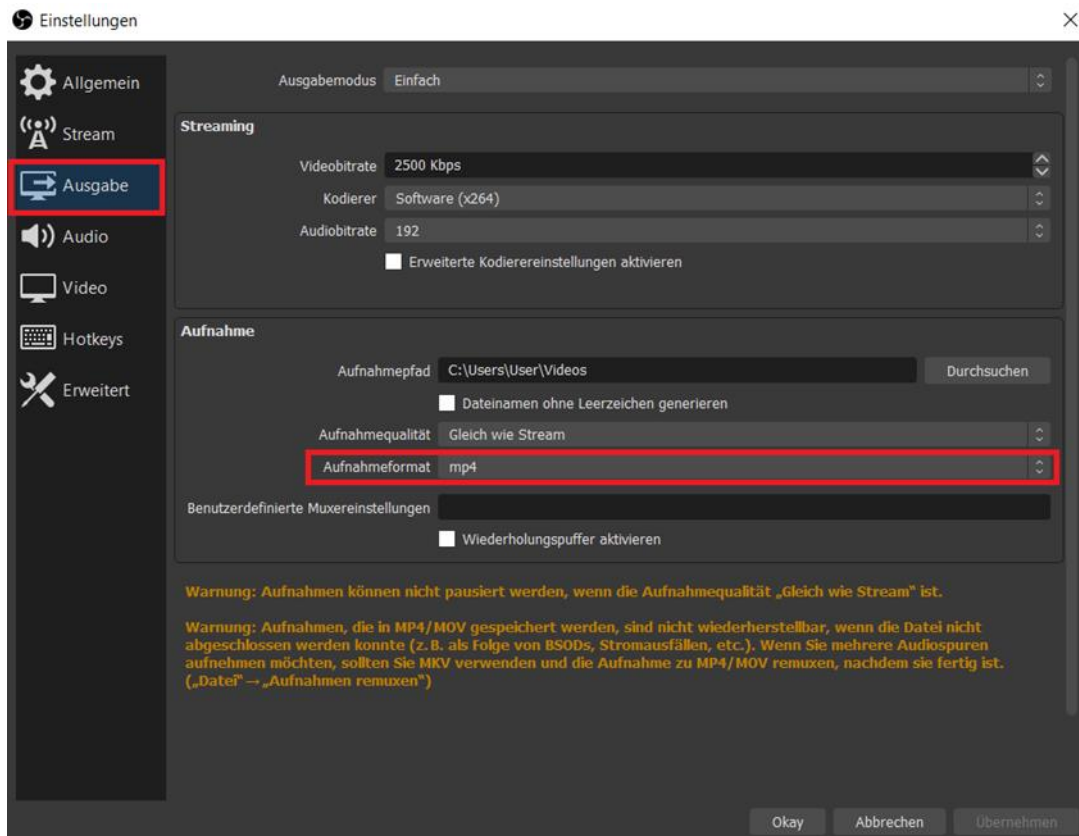 Einstellungen
Allgemein
Stream
Ausgabe
Audio
Video
Hotkeys
Erweitert
Ausgabemodus Einfach
Streaming
Videobitrate 2500 Kbps
Kodierer Software (x264)
Audiobitrate 192
Erweiterte Kodierereinstellungen aktivieren
Aufnahme
Aufnahmepfad C:\Users\User\Videos Durchsuchen
Dateinamen ohne Leerzeichen generieren
Aufnahmequalität Gleich wie Stream
Aufnahmeformat mp4
Benutzerdefinierte Muxereinstellungen
Wiederholungspuffer aktivieren
Warnung: Aufnahmen können nicht pausiert werden, wenn die Aufnahmequalität „Gleich wie Stream“ ist.
Warnung: Aufnahmen, die in MP4/MOV gespeichert werden, sind nicht wiederherstellbar, wenn die Datei nicht
abgeschlossen werden konnte (z.B. als Folge von BSODs, Stromausfällen, etc.). Wenn Sie mehrere Audiospuren
aufnehmen möchten, sollten Sie MKV verwenden und die Aufnahme zu MP4/MOV remuxen, nachdem sie fertig ist.
(„Datei“→„Aufnahmen remuxen“)
Okay Abbrechen Übernehmen